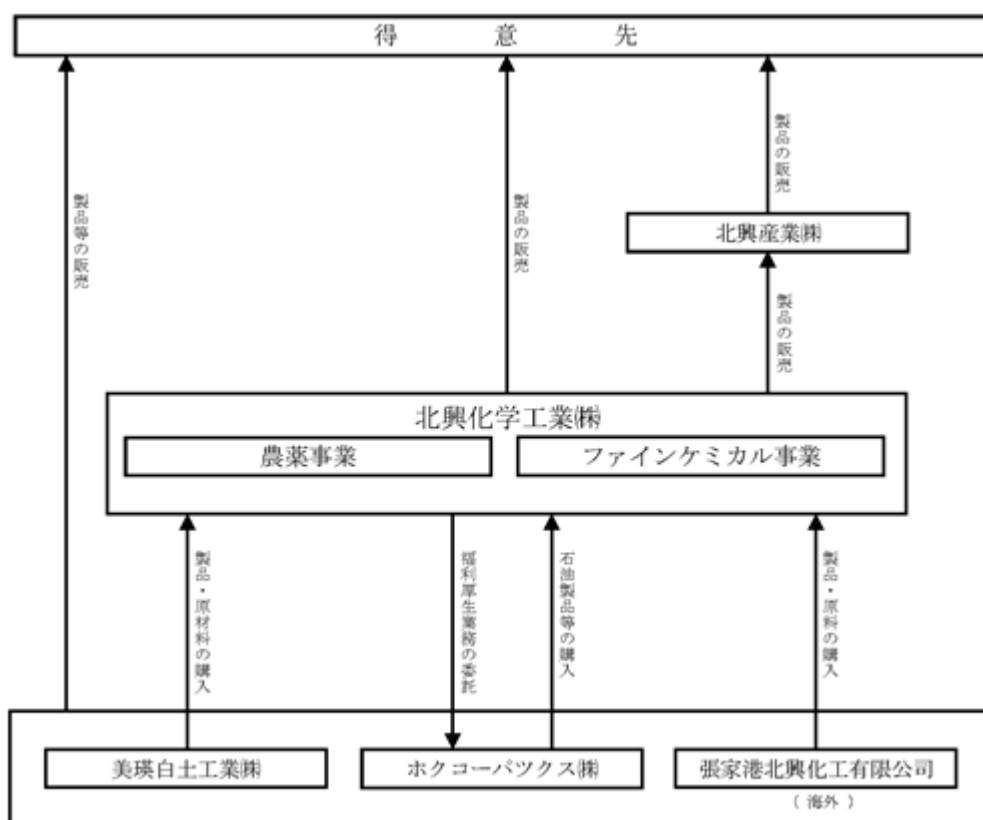 得意先
製品の販売
北興産業㈱
製品等の販売
製品の販売
製品の販売
北興化学工業㈱
農薬事業
ファインケミカル事業
製品・原材料の購入
福利厚生業務の委託
石油製品等の購入
製品・原料の購入
美瑛白土工業㈱
ホクコーパツクス㈱
張家港北興化工有限公司
(海外)